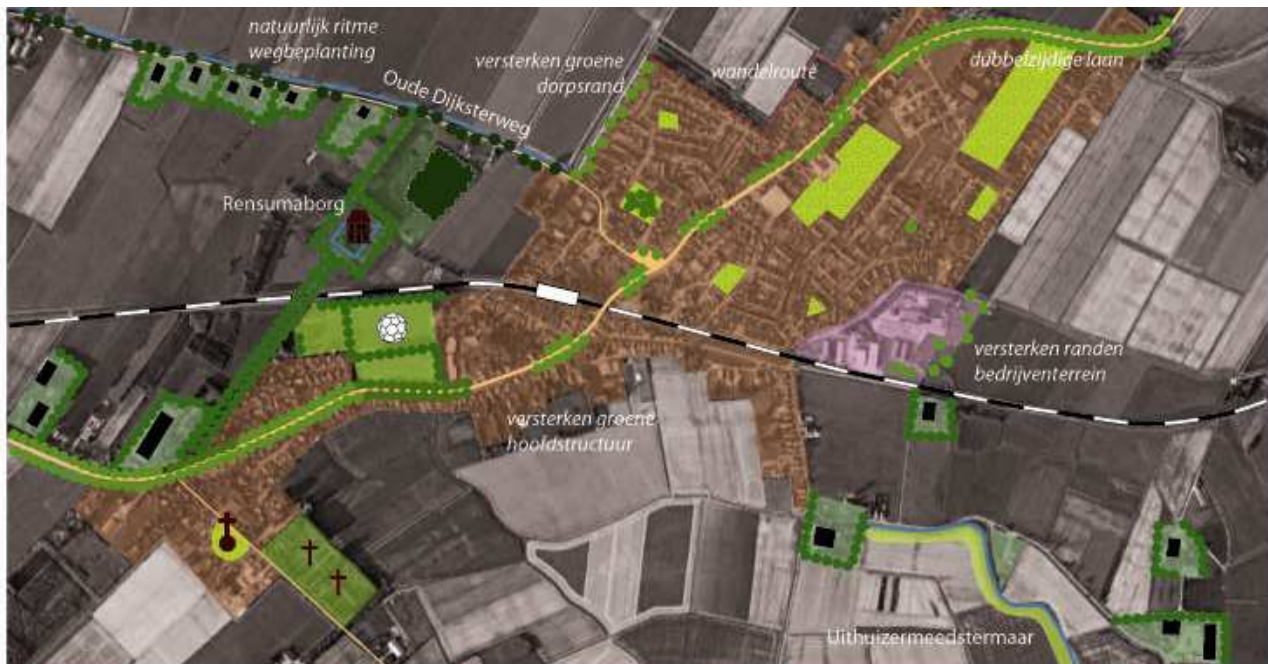 natuurlijk ritme
wegbeplanting
versterken groene
dorpsrand
wandelroute
dubbelzijdige laan
Oude Dijksterweg
Rensumaborg
versterken randen
bedrijventerrein
versterken groene
hoofdstructuur
Uithuizermeedstermaar